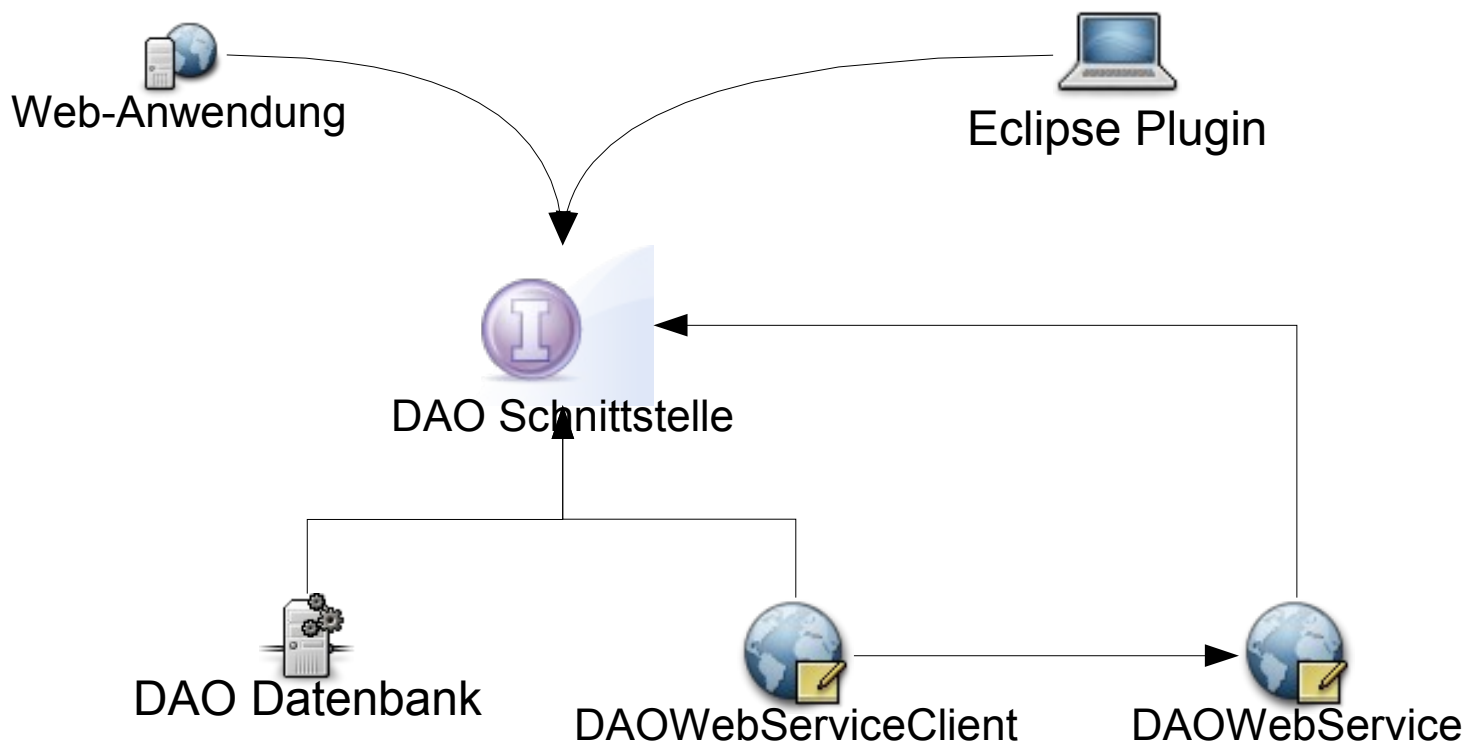 Web-Anwendung
Eclipse Plugin
DAO Schnittstelle
DAO Datenbank
DAOWebServiceClient
DAOWebService